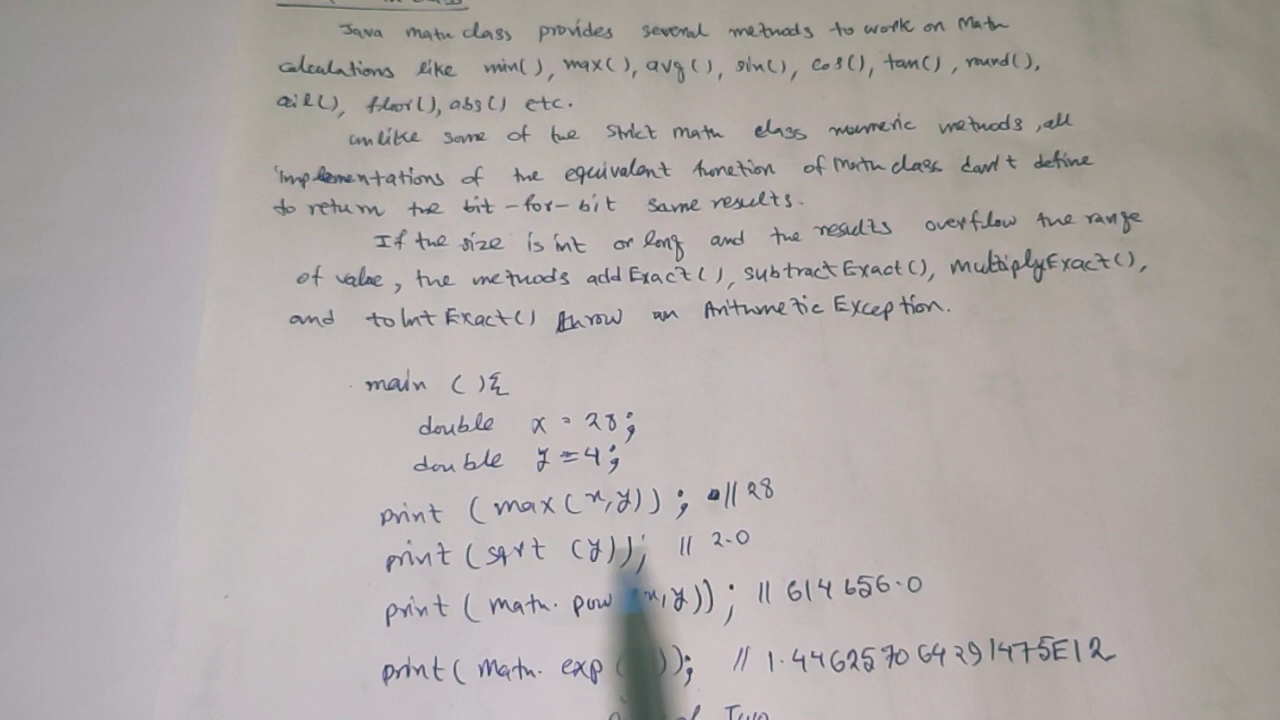 Java math class provides several methods to work on Math
calculations like min(), max(), avg(), sin(), cos(), tan(), round(),
ceil(), floor(), abs() etc.
unlike some of the Strict math class numeric methods, all
implementations of the equivalent function of Math class don't define
to return the bit-for-bit same results.
If the size is int or long and the results overflow the range
of value, the methods addExact(), subtractExact(), multiplyExact(),
and toIntExact() throw an Arithmetic Exception.
main (){
double x = 28;
double y = 4;
print (max(x,y)); // 28
print (sqrt (y)); // 2.0
print (math. pow x,y)); // 614656.0
print (math. exp ( )); // 1.446257064291475E12
Two